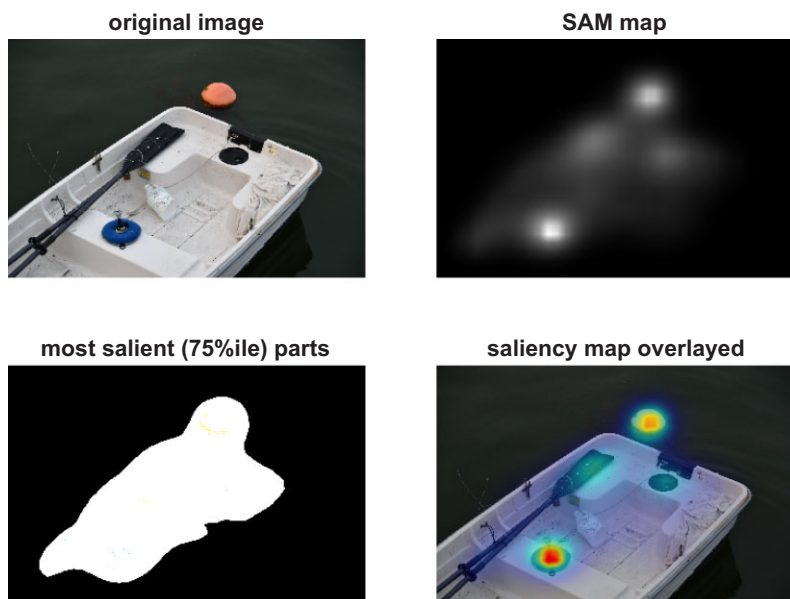 original image
SAM map
most salient (75%ile) parts
saliency map overlayed